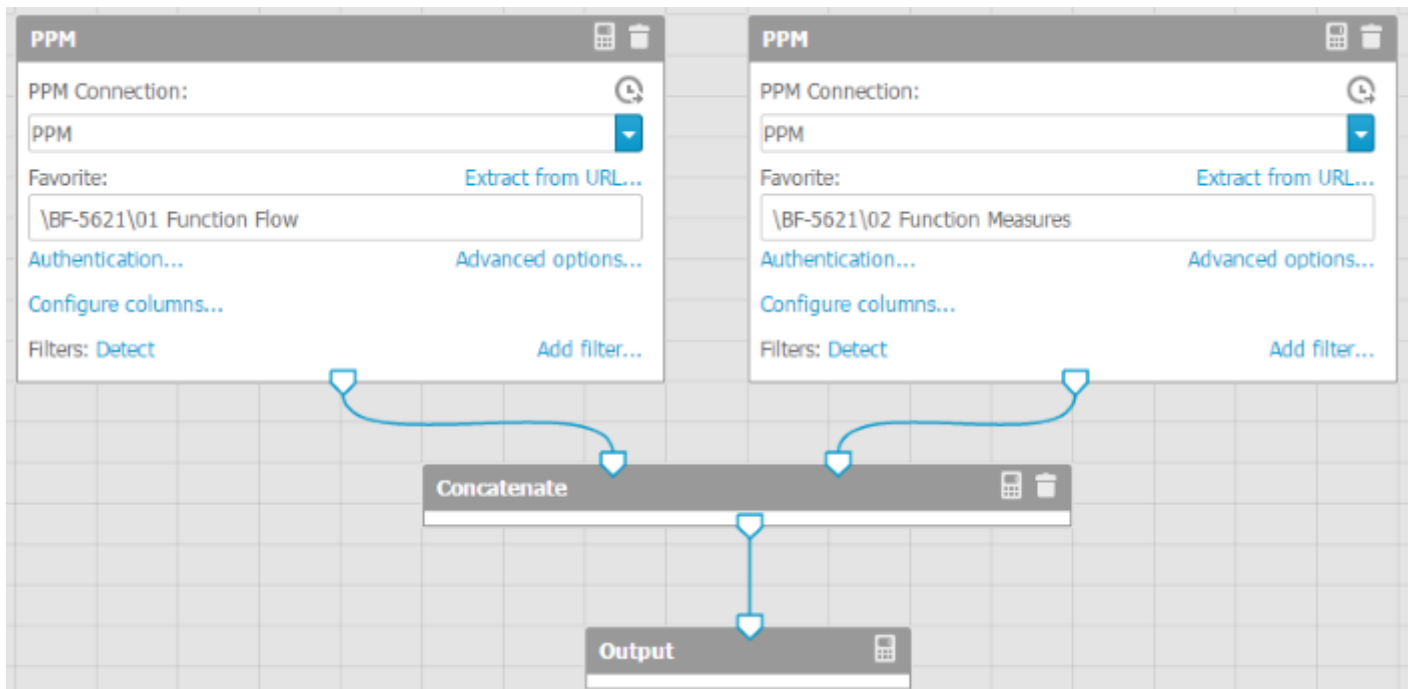 PPM
PPM Connection:
PPM
Favorite: Extract from URL...
\BF-5621\01 Function Flow
Authentication... Advanced options...
Configure columns...
Filters: Detect Add filter...
PPM
PPM Connection:
PPM
Favorite: Extract from URL...
\BF-5621\02 Function Measures
Authentication... Advanced options...
Configure columns...
Filters: Detect Add filter...
Concatenate
Output